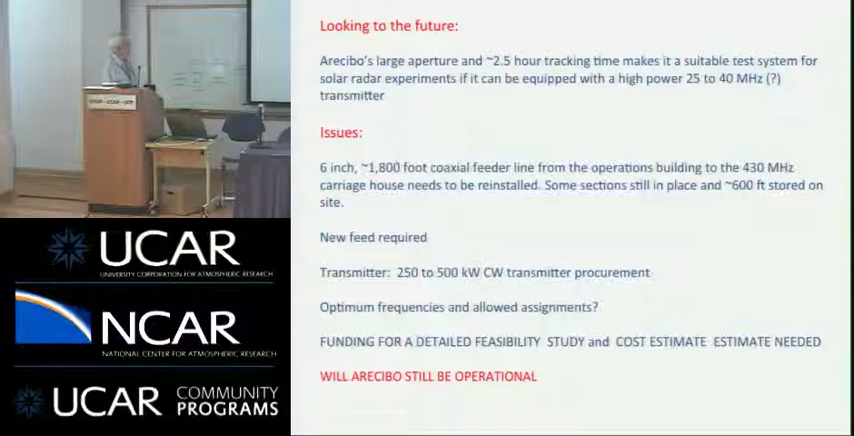 Looking to the future:
Arecibo's large aperture and ~2.5 hour tracking time makes it a suitable test system for
solar radar experiments if it can be equipped with a high power 25 to 40 MHz (?)
transmitter
Issues:
6 inch, ~1,800 foot coaxial feeder line from the operations building to the 430 MHz
carriage house needs to be reinstalled. Some sections still in place and ~600 ft stored on
site.
New feed required
Transmitter: 250 to 500 kW CW transmitter procurement
Optimum frequencies and allowed assignments?
FUNDING FOR A DETAILED FEASIBILITY STUDY and COST ESTIMATE ESTIMATE NEEDED
WILL ARECIBO STILL BE OPERATIONAL
UCAR
UNIVERSITY CORPORATION FOR ATMOSPHERIC RESEARCH
NCAR
NATIONAL CENTER FOR ATMOSPHERIC RESEARCH
UCAR COMMUNITY
PROGRAMS